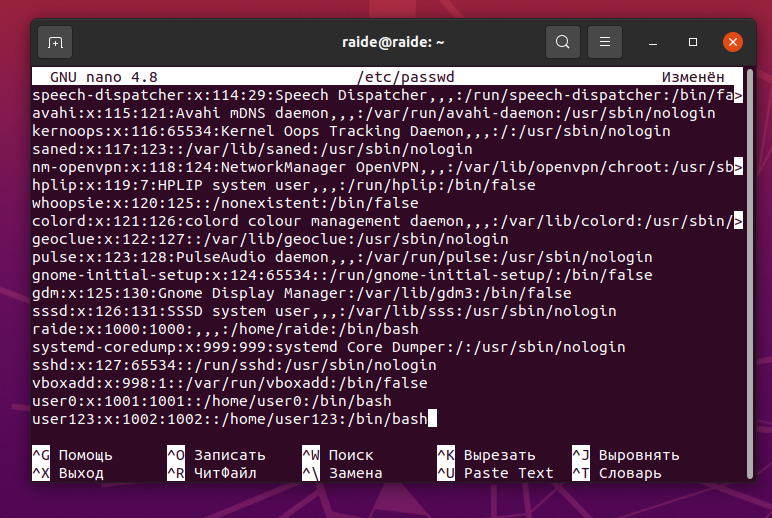 raide@raide: ~
GNU nano 4.8 /etc/passwd Изменён
speech-dispatcher:x:114:29:Speech Dispatcher,,,:/run/speech-dispatcher:/bin/fa>
avahi:x:115:121:Avahi mDNS daemon,,,:/var/run/avahi-daemon:/usr/sbin/nologin
kernoops:x:116:65534:Kernel Oops Tracking Daemon,,,:/:/usr/sbin/nologin
saned:x:117:123::/var/lib/saned:/usr/sbin/nologin
nm-openvpn:x:118:124:NetworkManager OpenVPN,,,:/var/lib/openvpn/chroot:/usr/sb>
hplip:x:119:7:HPLIP system user,,,:/run/hplip:/bin/false
whoopsie:x:120:125::/nonexistent:/bin/false
colord:x:121:126:colord colour management daemon,,,:/var/lib/colord:/usr/sbin/>
geoclue:x:122:127::/var/lib/geoclue:/usr/sbin/nologin
pulse:x:123:128:PulseAudio daemon,,,:/var/run/pulse:/usr/sbin/nologin
gnome-initial-setup:x:124:65534::/run/gnome-initial-setup/:/bin/false
gdm:x:125:130:Gnome Display Manager:/var/lib/gdm3:/bin/false
sssd:x:126:131:SSSD system user,,,:/var/lib/sss:/usr/sbin/nologin
raide:x:1000:1000:,,,:/home/raide:/bin/bash
systemd-coredump:x:999:999:systemd Core Dumper:/:/usr/sbin/nologin
sshd:x:127:65534::/run/sshd:/usr/sbin/nologin
vboxadd:x:998:1::/var/run/vboxadd:/bin/false
user0:x:1001:1001::/home/user0:/bin/bash
user123:x:1002:1002::/home/user123:/bin/bash
^G Помощь ^O Записать ^W Поиск ^K Вырезать ^J Выровнять
^X Выход ^R ЧитФайл ^\ Замена ^U Paste Text ^T Словарь